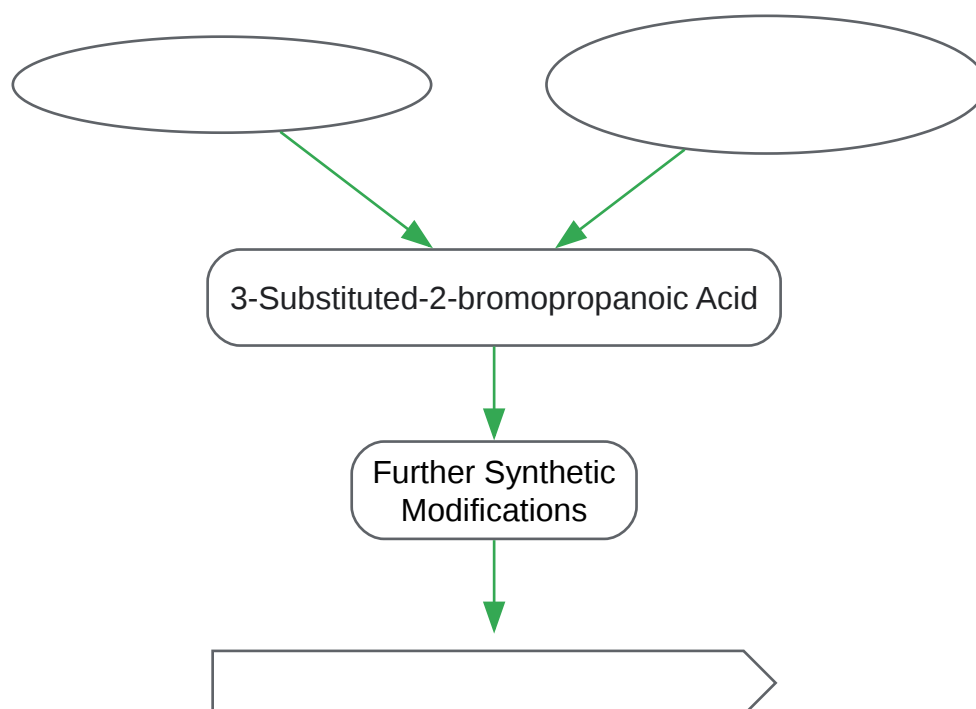 3-Substituted-2-bromopropanoic Acid
Further Synthetic
Modifications